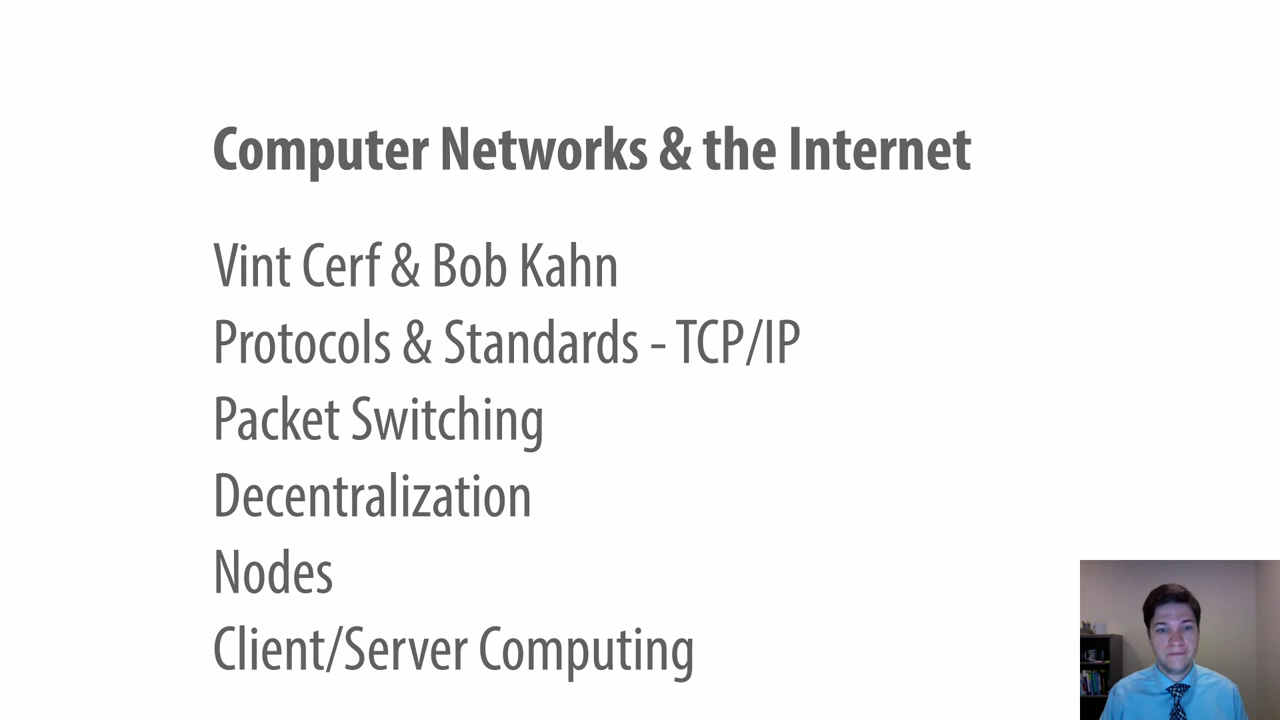 Computer Networks & the Internet
Vint Cerf & Bob Kahn
Protocols & Standards - TCP/IP
Packet Switching
Decentralization
Nodes
Client/Server Computing